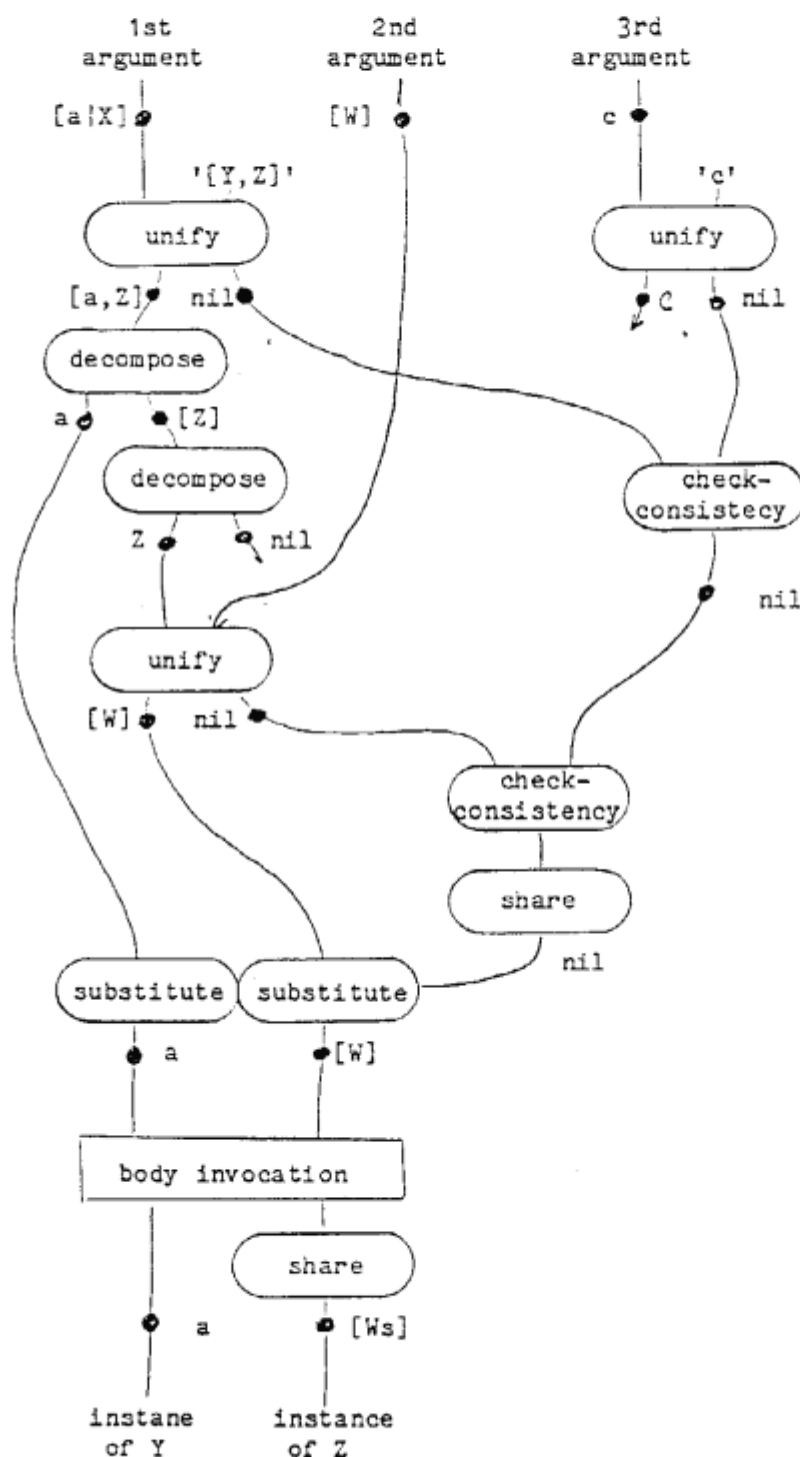 1st argument
2nd argument
3rd argument
[a|X]
[W]
c
'[Y,Z]'
'c'
unify
unify
[a,Z]
nil
C
nil
decompose
a
[Z]
decompose
check-
consistecy
Z
nil
nil
unify
[W]
nil
check-
consistency
share
nil
substitute
substitute
a
[W]
body invocation
share
a
[Ws]
instane
of Y
instance
of Z